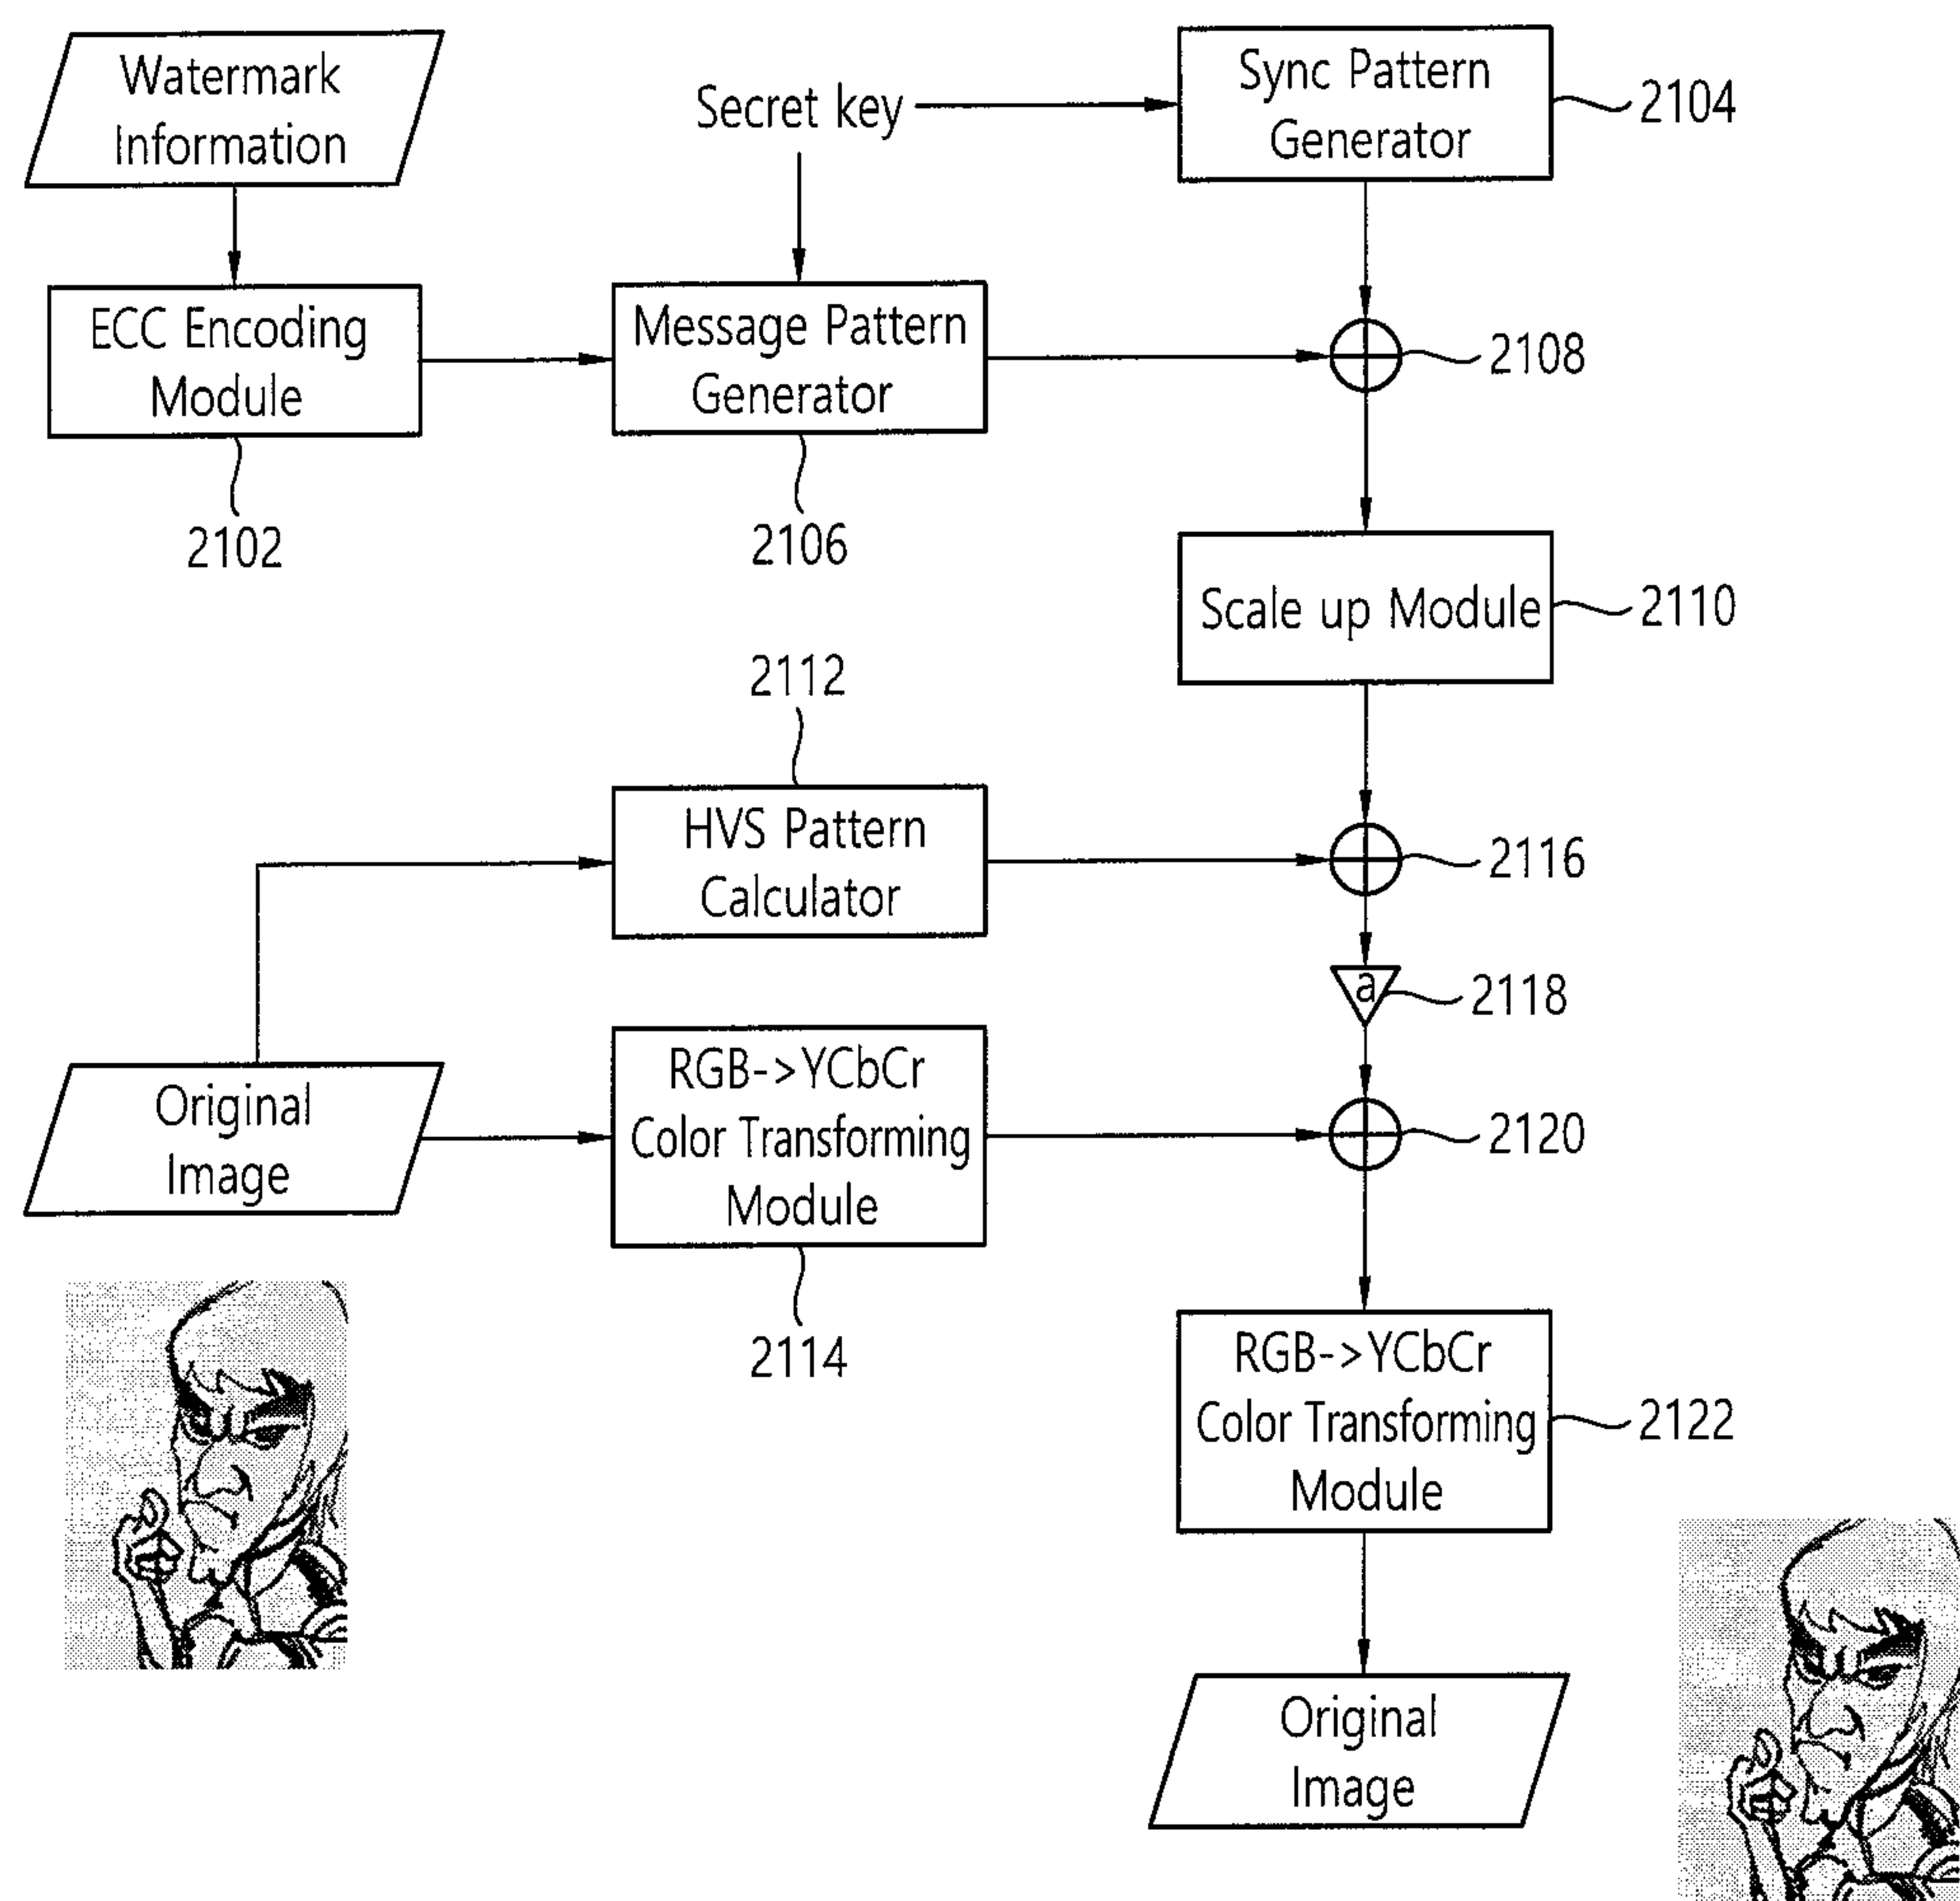 Watermark
Information
Secret key
Sync Pattern
Generator
2104
ECC Encoding
Module
2102
Message Pattern
Generator
2106
2108
Scale up Module
2110
2112
HVS Pattern
Calculator
2116
a
2118
Original
Image
RGB->YCbCr
Color Transforming
Module
2114
2120
RGB->YCbCr
Color Transforming
Module
2122
Original
Image